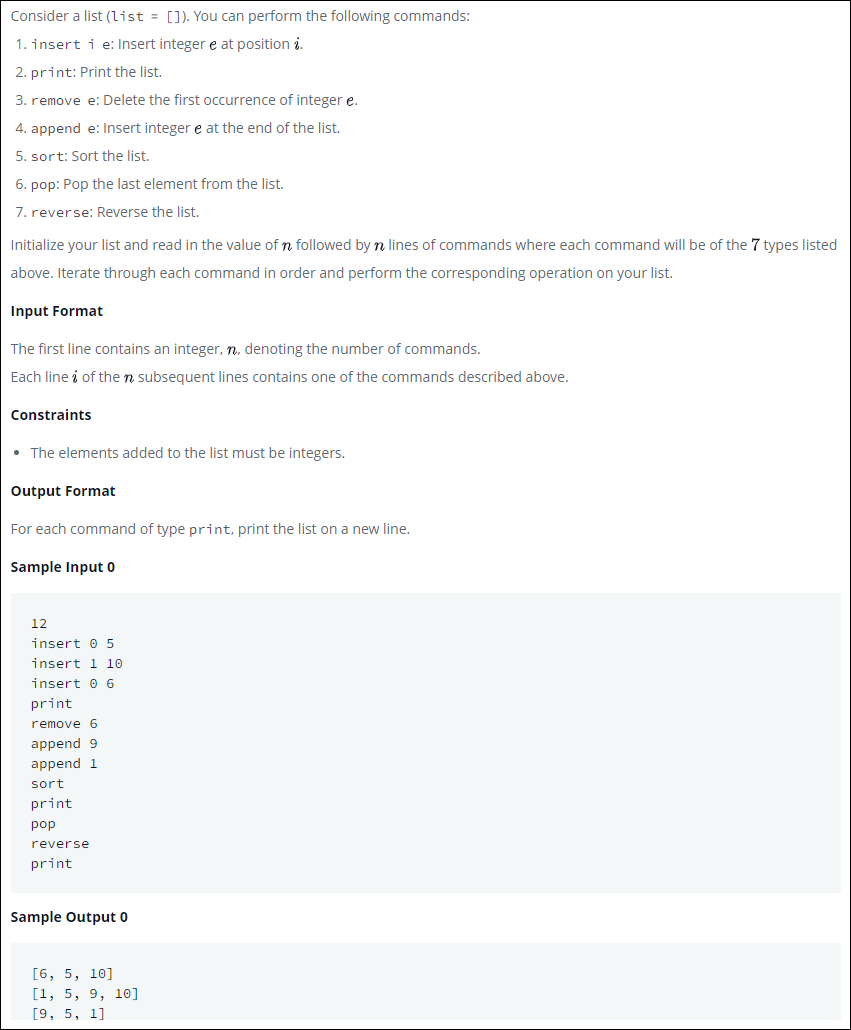 Consider a list (list = []). You can perform the following commands:
1. insert i e: Insert integer e at position i.
2. print: Print the list.
3. remove e: Delete the first occurrence of integer e.
4. append e: Insert integer e at the end of the list.
5. sort: Sort the list.
6. pop: Pop the last element from the list.
7. reverse: Reverse the list.
Initialize your list and read in the value of n followed by n lines of commands where each command will be of the 7 types listed
above. Iterate through each command in order and perform the corresponding operation on your list.
Input Format
The first line contains an integer, n, denoting the number of commands.
Each line i of the n subsequent lines contains one of the commands described above.
Constraints
• The elements added to the list must be integers.
Output Format
For each command of type print, print the list on a new line.
Sample Input 0
12
insert 0 5
insert 1 10
insert 0 6
print
remove 6
append 9
append 1
sort
print
pop
reverse
print
Sample Output 0
[6, 5, 10]
[1, 5, 9, 10]
[9, 5, 1]